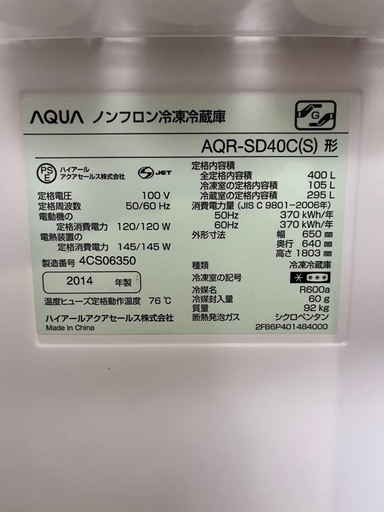 AQUA ノンフロン冷凍冷蔵庫
G
AQR-SD40C(S) 形
PS
E
ハイアール
アクアセールス株式会社
S JET
定格電圧 100 V
定格周波数 50/60 Hz
電動機の
定格消費電力 120/120 W
電熱装置の
定格消費電力 145/145 W
製造番号 4CS06350
2014 年製
温度ヒューズ定格動作温度 76℃
ハイアールアクアセールス株式会社
Made in China
定格内容積
全定格内容積 400 L
冷凍室の定格内容積 105 L
冷蔵室の定格内容積 295 L
消費電力量 (JIS C 9801-2006年)
50Hz 370 kWh/年
60Hz 370 kWh/年
外形寸法 幅 650 mm
奥行 640 mm
高さ 1803 mm
種類 冷凍冷蔵庫
冷凍室の記号 * ***
冷媒名 R600a
冷媒封入量 60 g
質量 92 kg
断熱発泡ガス シクロペンタン
2FB6P401484000